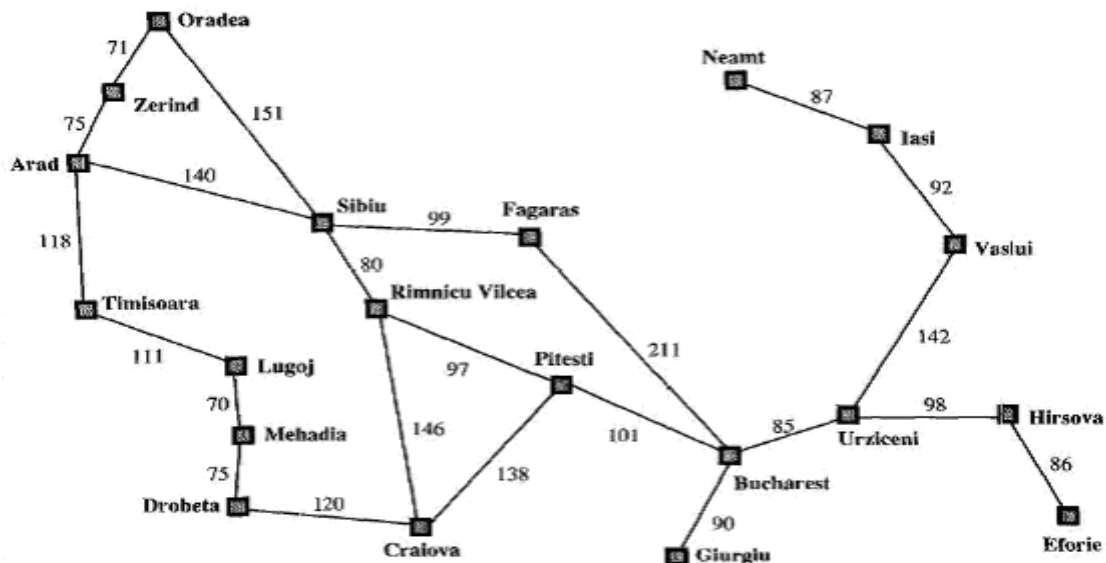 Oradea
71
Neamt
Zerind
87
151
75
Iasi
Arad
140
92
Sibiu
Fagaras
99
118
Vaslui
80
Timisoara
Rimnicu Vilcea
142
111
Lugoj
Pitesti
211
97
70
98
Hirsova
Mehadia
146
101
85
Urziceni
75
138
86
Bucharest
Drobeta
120
90
Craiova
Giurgiu
Eforie